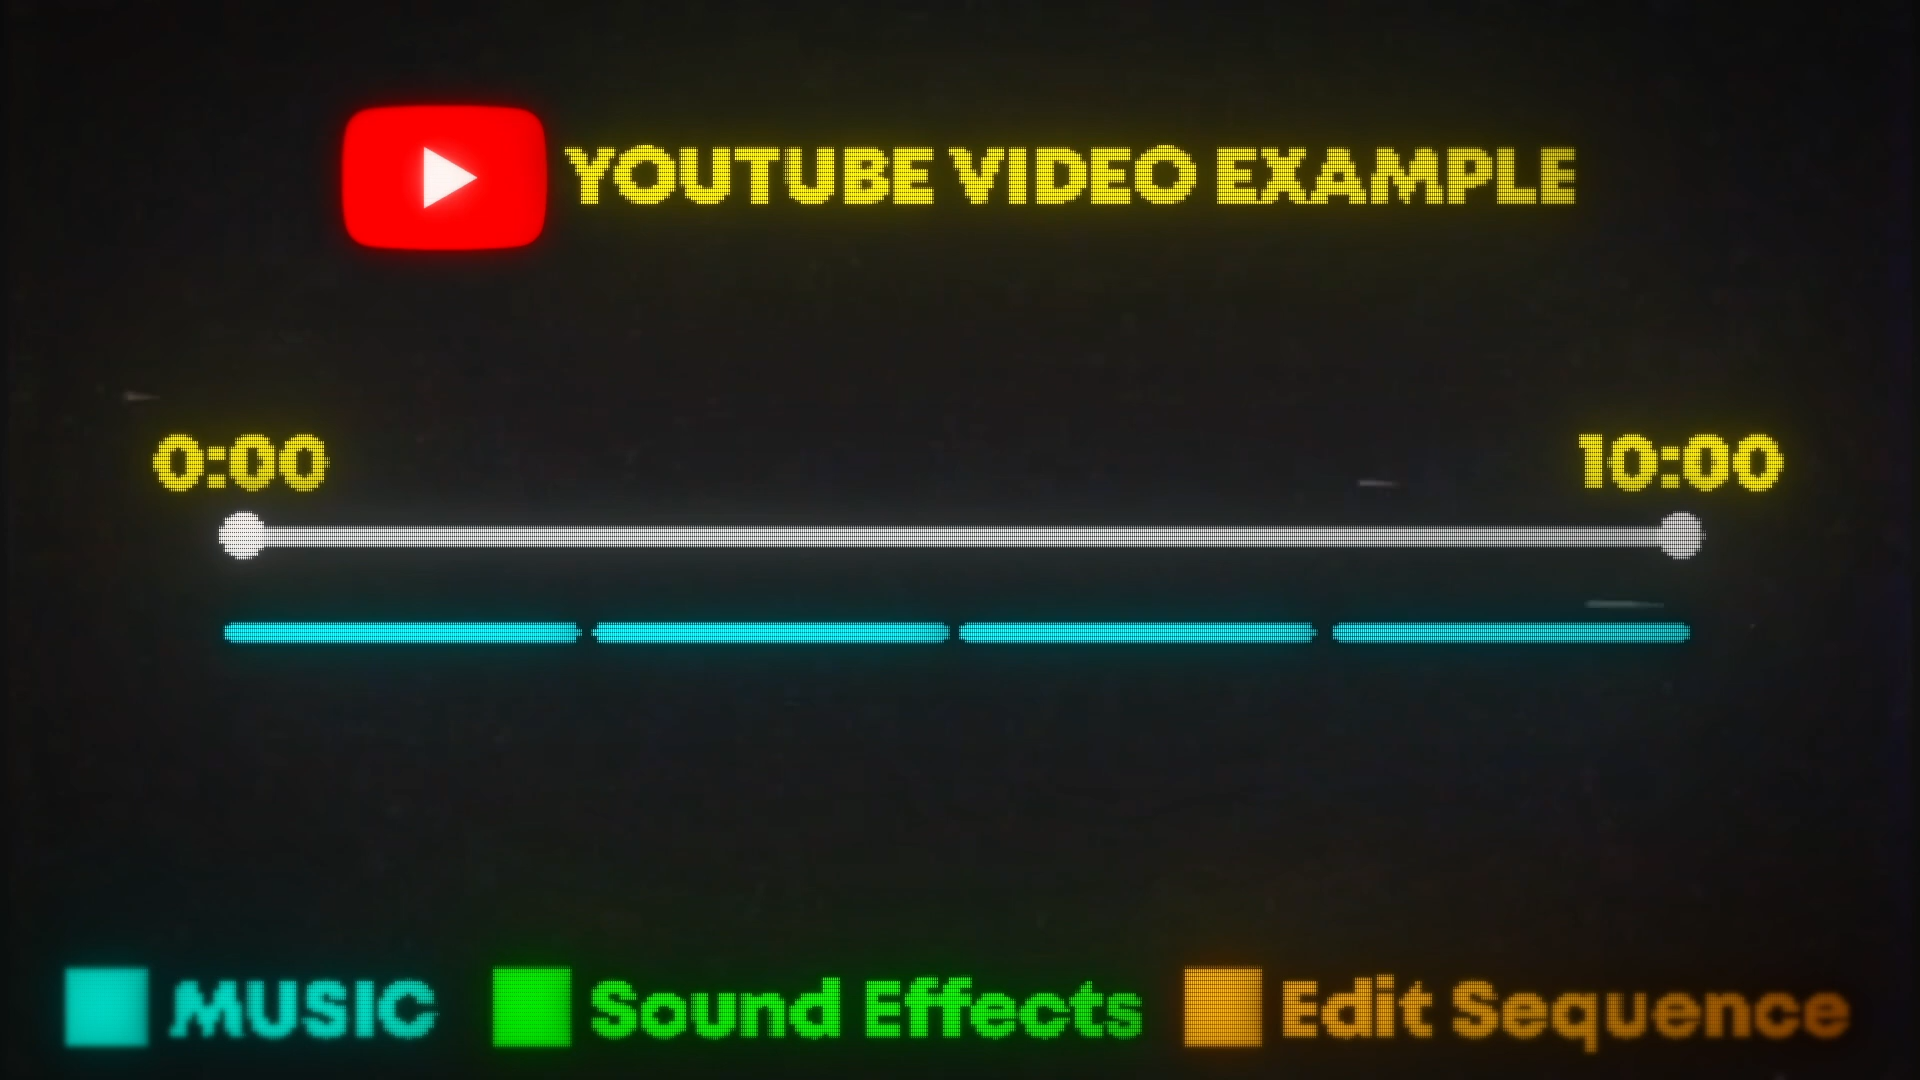 YOUTUBE VIDEO EXAMPLE
0:00
10:00
MUSIC
Sound Effects
Edit Sequence